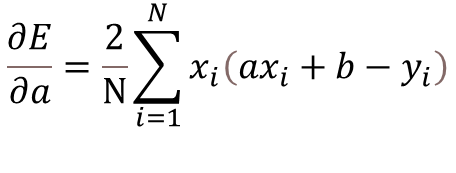 ∂E/∂a = 2/N ∑_{i=1}^{N} x_i(ax_i + b − y_i)